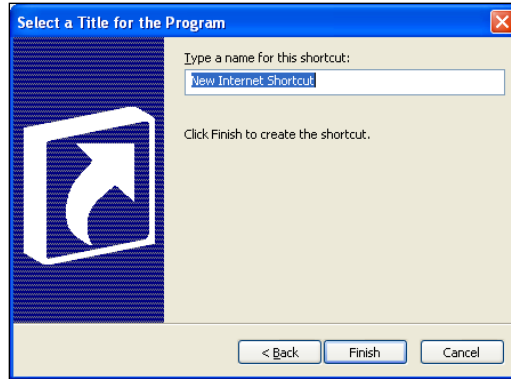 Select a Title for the Program
Type a name for this shortcut:
New Internet Shortcut
Click Finish to create the shortcut.
< Back
Finish
Cancel